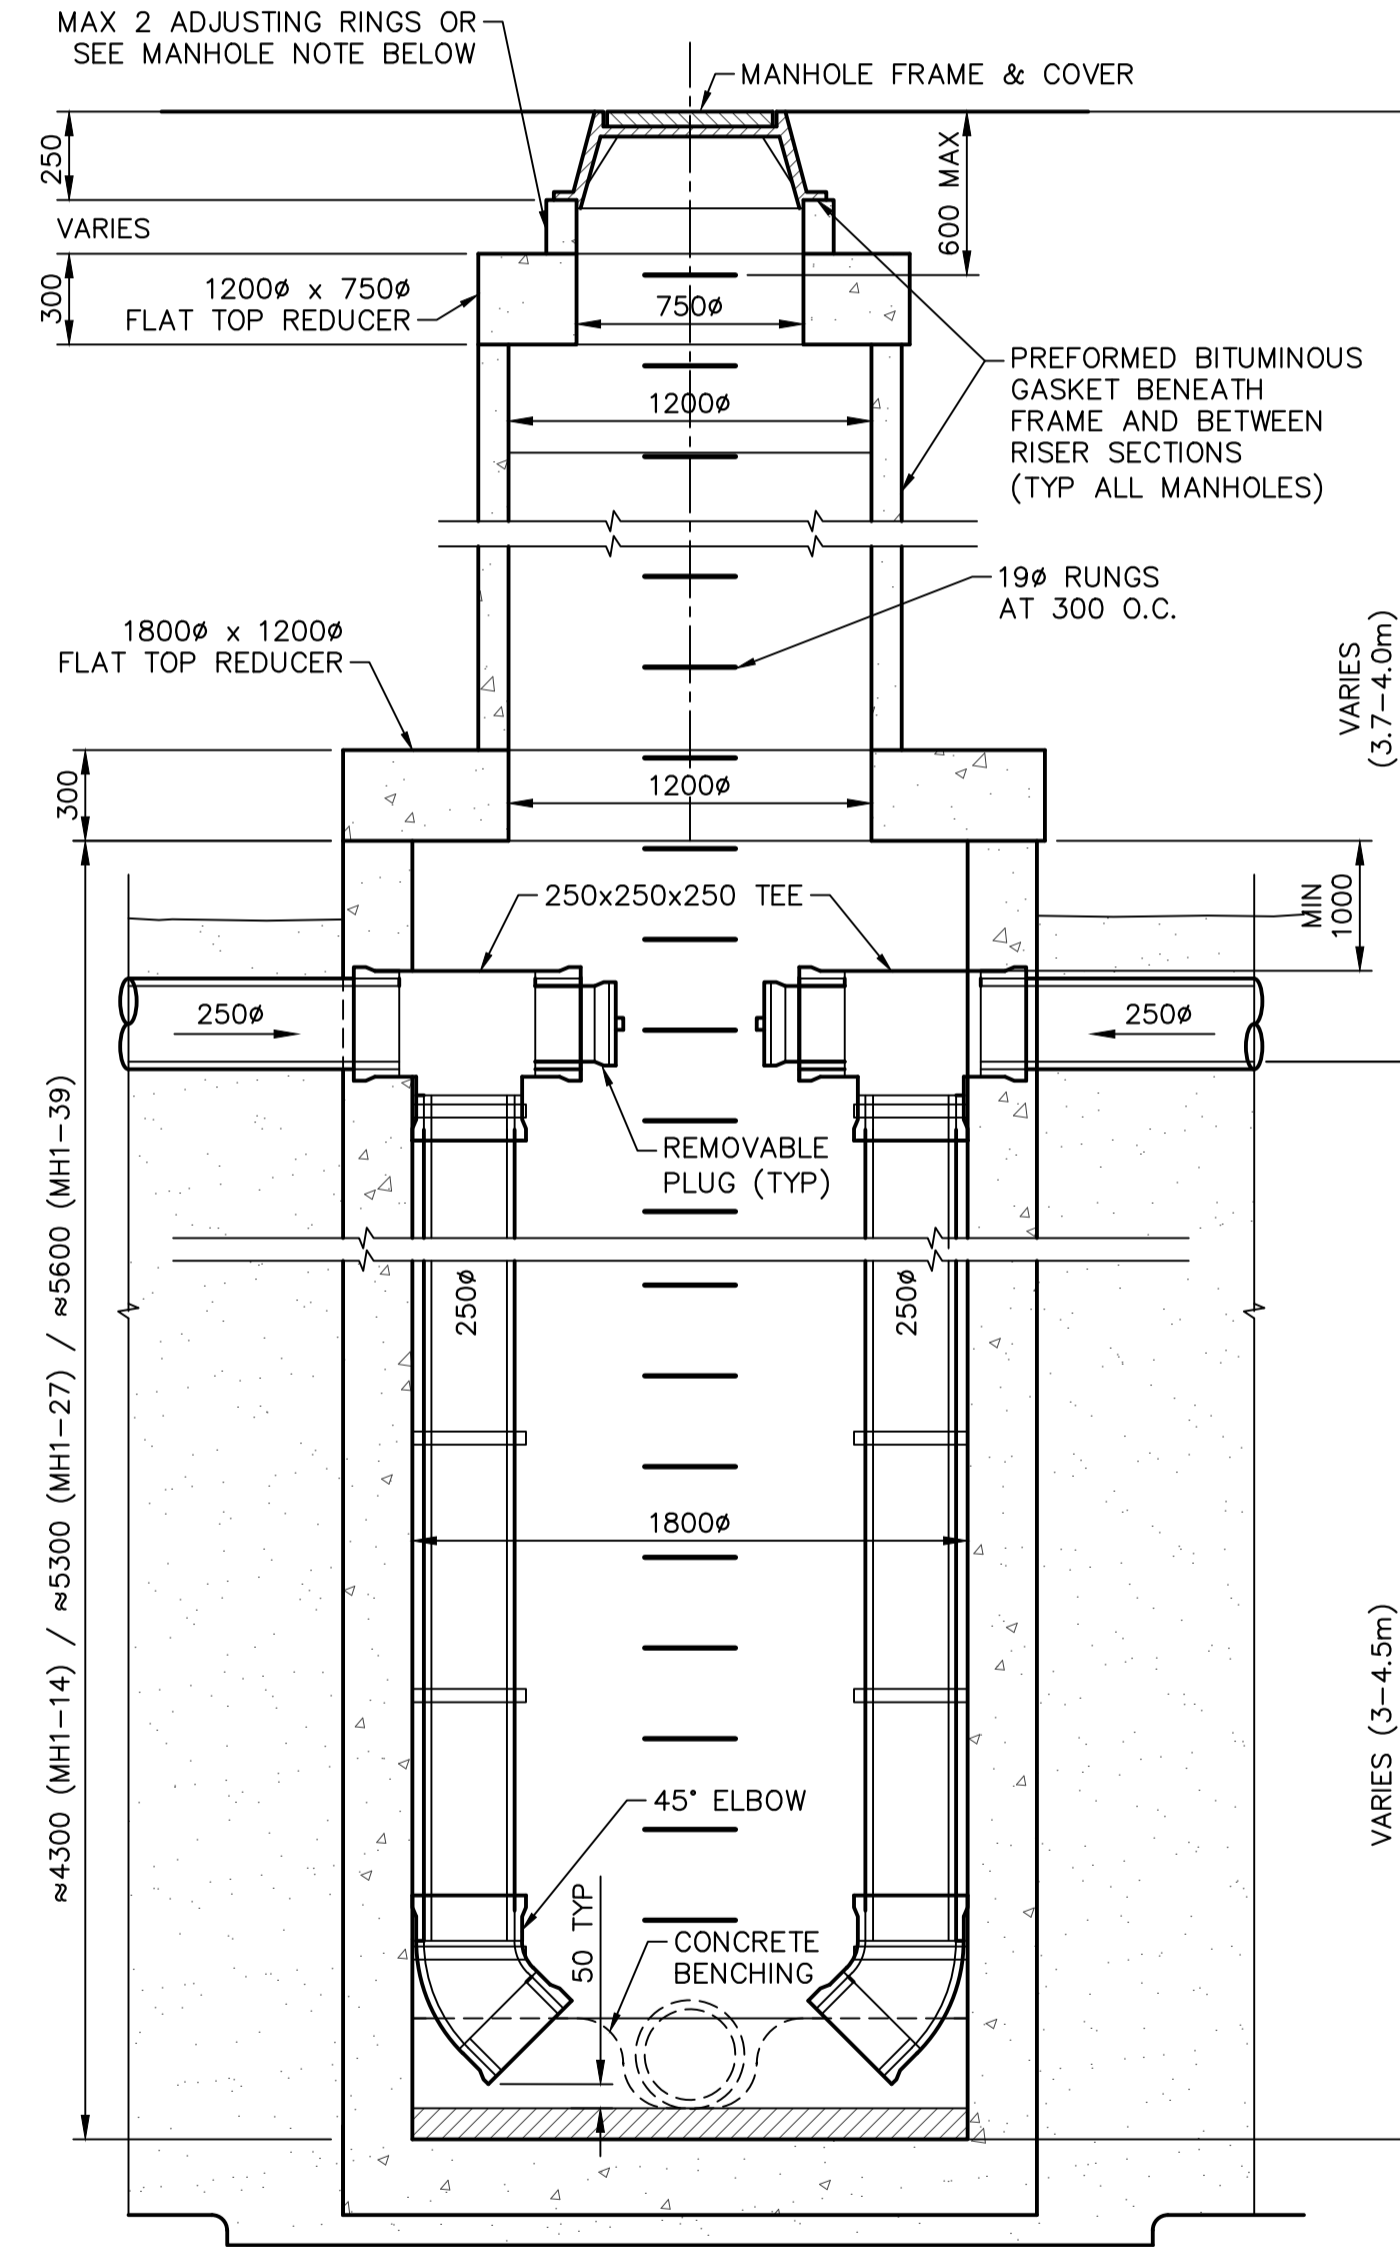 MAX 2 ADJUSTING RINGS OR
SEE MANHOLE NOTE BELOW
MANHOLE FRAME & COVER
250
600 MAX
VARIES
300
1200ø x 750ø
FLAT TOP REDUCER
750ø
PREFORMED BITUMINOUS
GASKET BENEATH
FRAME AND BETWEEN
RISER SECTIONS
(TYP ALL MANHOLES)
1200ø
19ø RUNGS
AT 300 O.C.
1800ø x 1200ø
FLAT TOP REDUCER
VARIES
(3.7-4.0m)
300
1200ø
250x250x250 TEE
MIN
1000
250ø
250ø
REMOVABLE
PLUG (TYP)
≈4300 (MH1-14) / ≈5300 (MH1-27) / ≈5600 (MH1-39)
250ø
250ø
1800ø
VARIES (3-4.5m)
45° ELBOW
50 TYP
CONCRETE
BENCHING